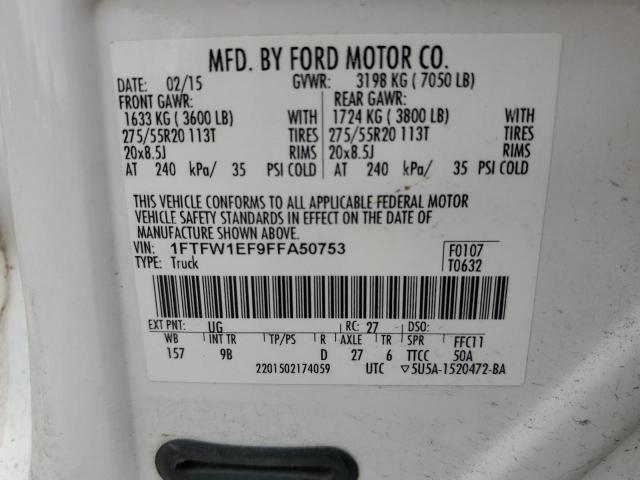 MFD. BY FORD MOTOR CO.
DATE: 02/15 GVWR: 3198 KG ( 7050 LB)
FRONT GAWR: REAR GAWR:
1633 KG ( 3600 LB) WITH 1724 KG ( 3800 LB) WITH
275/55R20 113T TIRES 275/55R20 113T TIRES
20x8.5J RIMS 20x8.5J RIMS
AT 240 kPa/ 35 PSI COLD AT 240 kPa/ 35 PSI COLD
THIS VEHICLE CONFORMS TO ALL APPLICABLE FEDERAL MOTOR
VEHICLE SAFETY STANDARDS IN EFFECT ON THE DATE OF
MANUFACTURE SHOWN ABOVE.
VIN: 1FTFW1EF9FFA50753 F0107
TYPE: Truck T0632
EXT PNT: UG RC: 27 DSO:
WB INT TR TP/PS R AXLE TR SPR FFC11
157 9B D 27 6 TTCC 50A
2201502174059 UTC ▽5U5A-1520472-BA